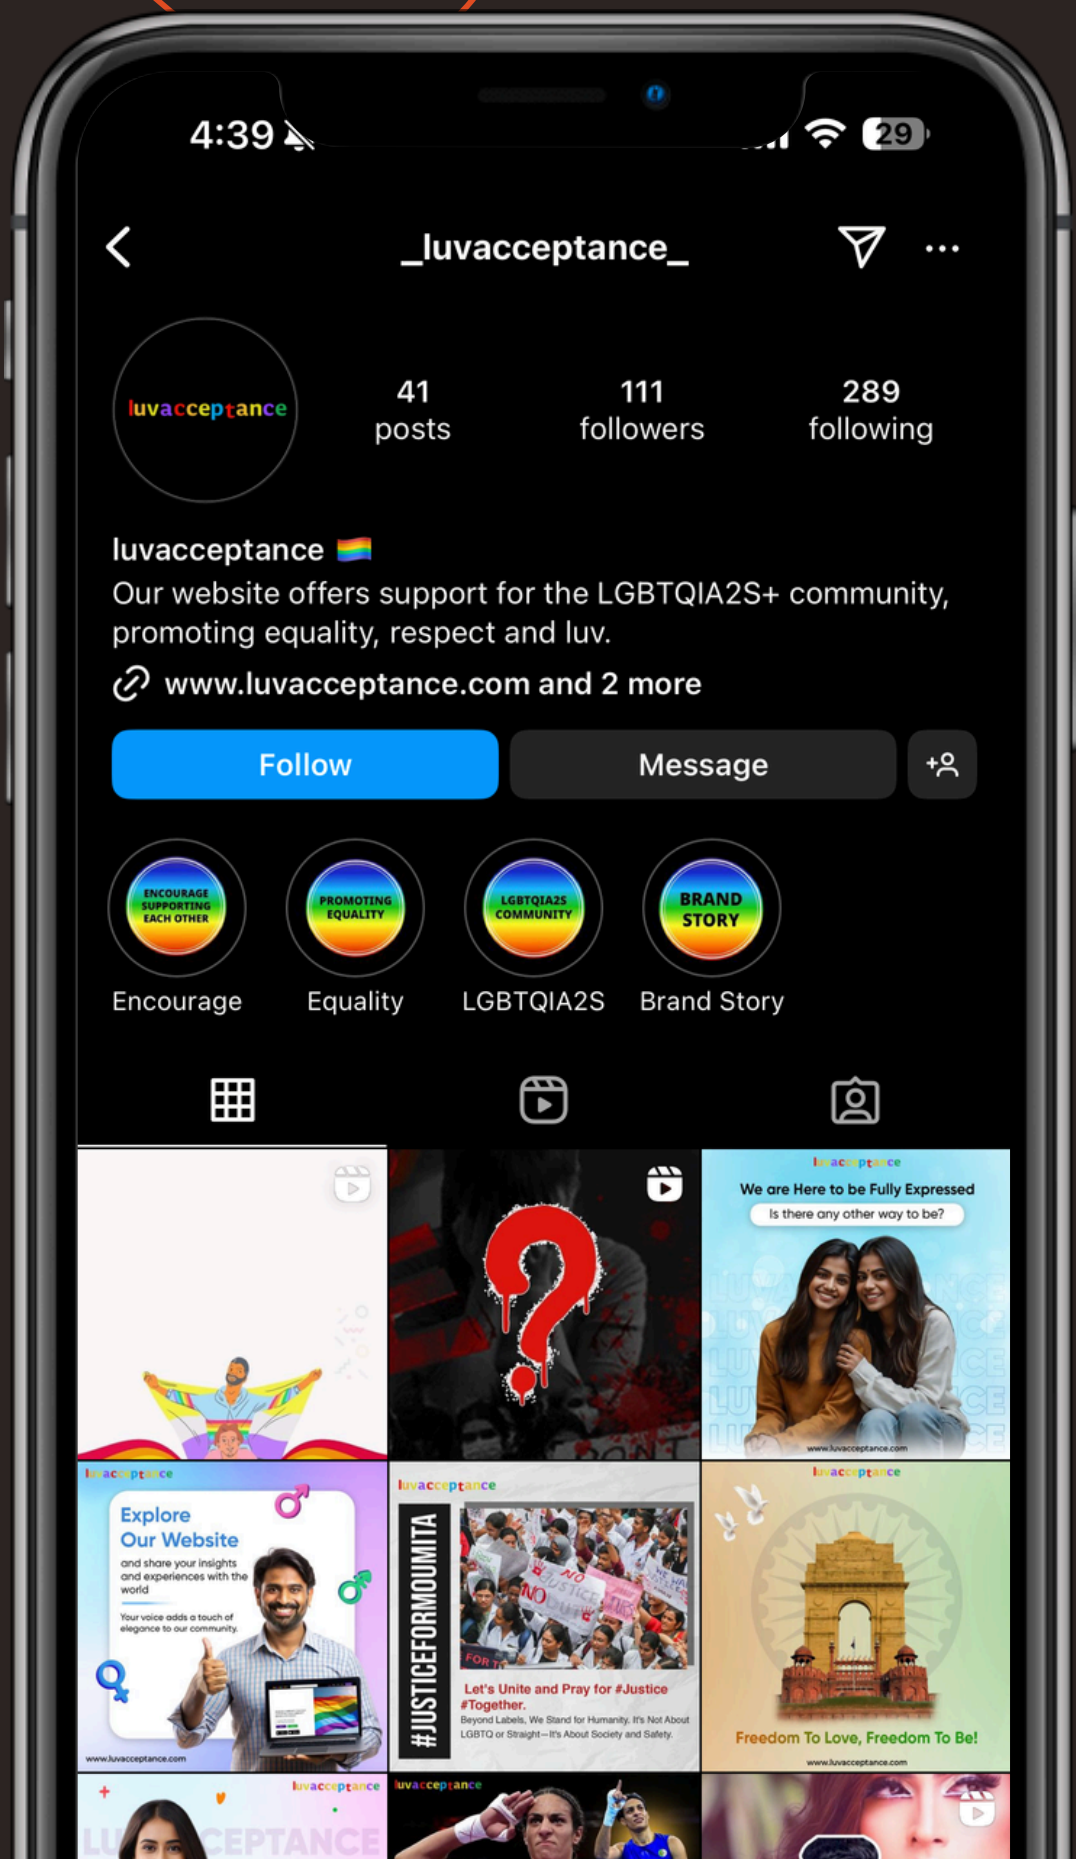 4:39
29
_luvacceptance_
luvacceptance
41
posts
111
followers
289
following
luvacceptance
Our website offers support for the LGBTQIA2S+ community,
promoting equality, respect and luv.
www.luvacceptance.com and 2 more
Follow
Message
ENCOURAGE
SUPPORTING
EACH OTHER
PROMOTING
EQUALITY
LGBTQIA2S
COMMUNITY
BRAND
STORY
Encourage
Equality
LGBTQIA2S
Brand Story
luvacceptance
We are Here to be Fully Expressed
Is there any other way to be?
www.luvacceptance.com
luvacceptance
Explore
Our Website
and share your insights
and experiences with the
world
Your voice adds a touch of
elegance to our community.
www.luvacceptance.com
luvacceptance
#JUSTICEFORMOUMITA
NO
JUSTICE
NO
Let's Unite and Pray for #Justice
#Together.
Beyond Labels, We Stand for Humanity. It's Not About
LGBTQ or Straight—It's About Society and Safety.
luvacceptance
Freedom To Love, Freedom To Be!
www.luvacceptance.com
luvacceptance
luvacceptance